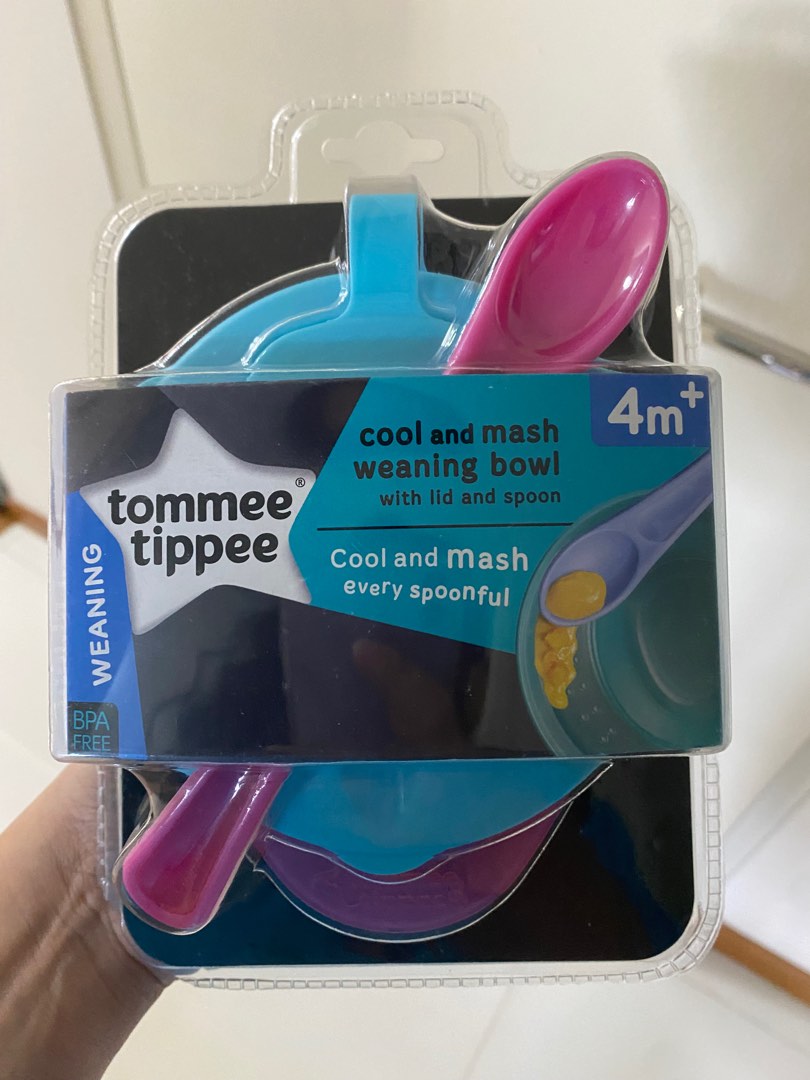 4m+
cool and mash
weaning bowl
with lid and spoon
tommee®
tippee
Cool and mash
every spoonful
WEANING
BPA
FREE